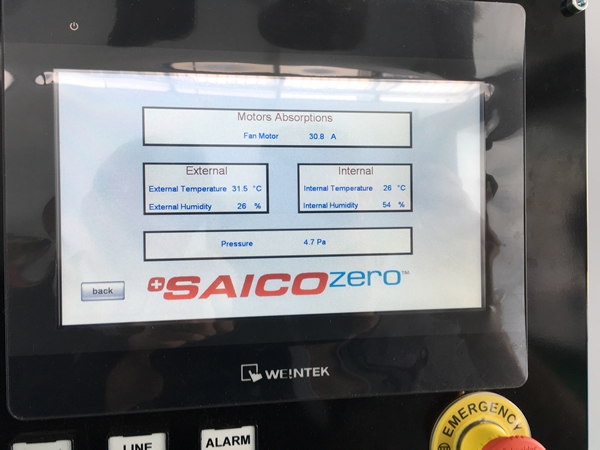 Motors Absorptions
Fan Motor 30.8 A
External
External Temperature 31.5 °C
External Humidity 26 %
Internal
Internal Temperature 26 °C
Internal Humidity 54 %
Pressure 4.7 Pa
back
SAICOzero™
WEINTEK
LINE
ALARM
EMERGENCY